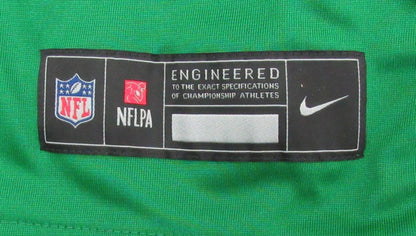 NFL
NFLPA
ENGINEERED
TO THE EXACT SPECIFICATIONS
OF CHAMPIONSHIP ATHLETES